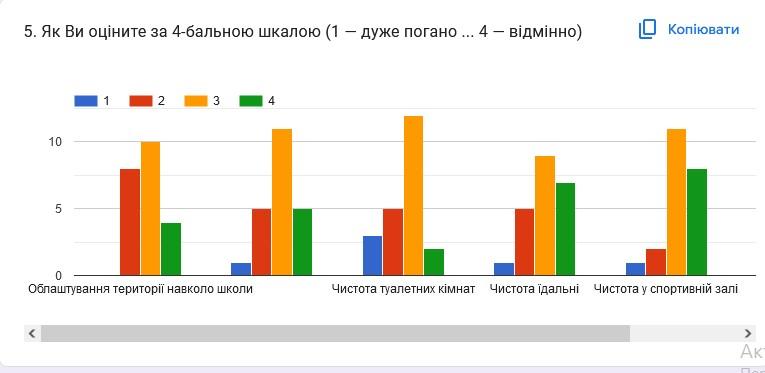 5. Як Ви оціните за 4-бальною шкалою (1 — дуже погано ... 4 — відмінно)
Копіювати
1 2 3 4
10
5
0
Облаштування території навколо школи Чистота туалетних кімнат Чистота їдальні Чистота у спортивній залі